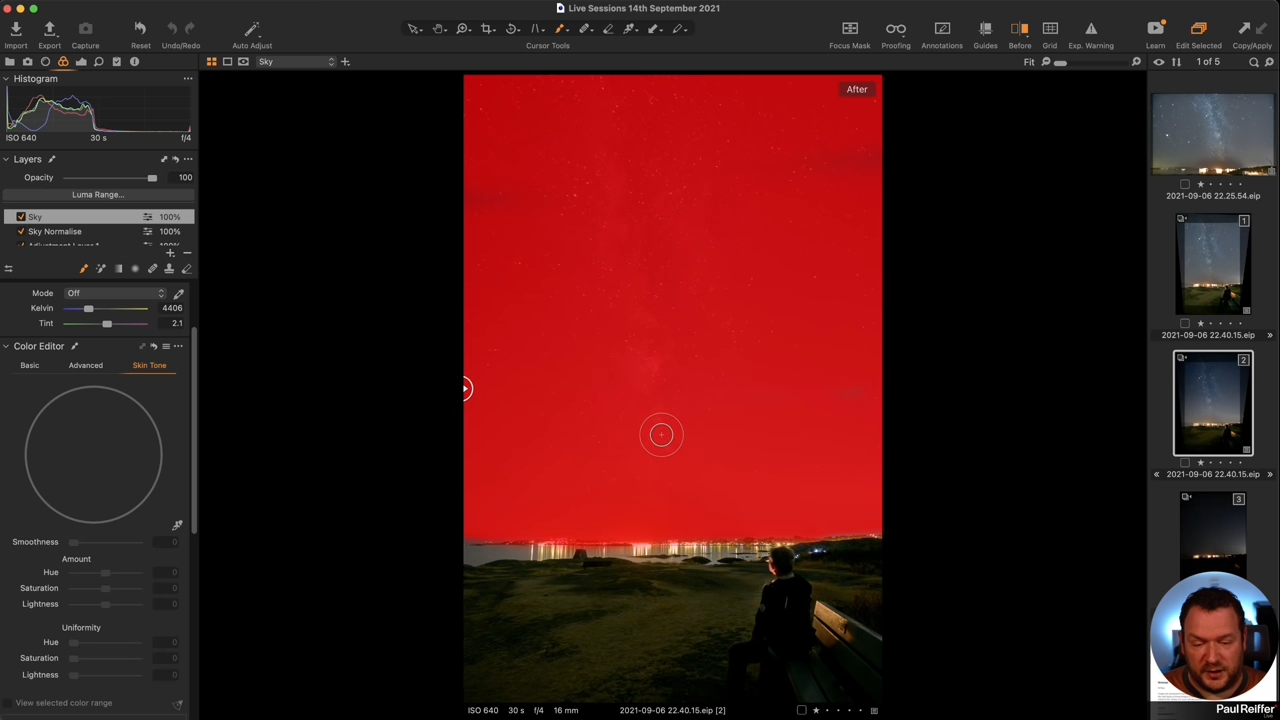 Live Sessions 14th September 2021
Import Export Capture Reset Undo/Redo Auto Adjust Cursor Tools Focus Mask Proofing Annotations Guides Before Grid Exp. Warning Learn Edit Selected Copy/Apply
Sky Fit 1 of 5
Histogram
ISO 640 30 s f/4
Layers
Opacity 100
Luma Range...
Sky 100%
Sky Normalise 100%
Mode Off
Kelvin 4406
Tint 2.1
Color Editor
Basic Advanced Skin Tone
Smoothness 0
Amount
Hue 0
Saturation 0
Lightness 0
Uniformity
Hue 0
Saturation 0
Lightness 0
View selected color range
After
ISO 640 30 s f/4 16 mm 2021-09-06 22.40.15.eip [2]
2021-09-06 22.25.54.eip
1
2021-09-06 22.40.15.eip
2
2021-09-06 22.40.15.eip
3
Paul Reiffer
Live